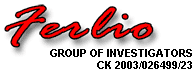 Ferlio
GROUP OF INVESTIGATORS
CK 2003/026499/23